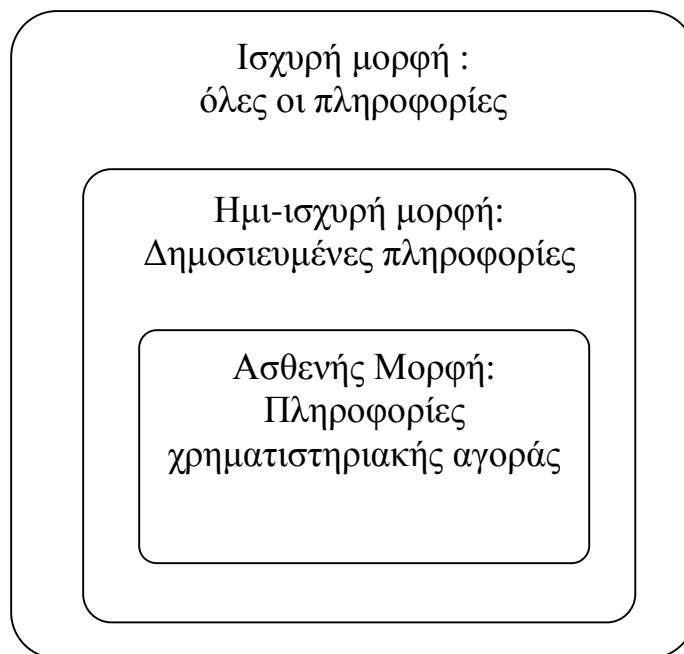 Ισχυρή μορφή :
όλες οι πληροφορίες
Ημι-ισχυρή μορφή:
Δημοσιευμένες πληροφορίες
Ασθενής Μορφή:
Πληροφορίες
χρηματιστηριακής αγοράς